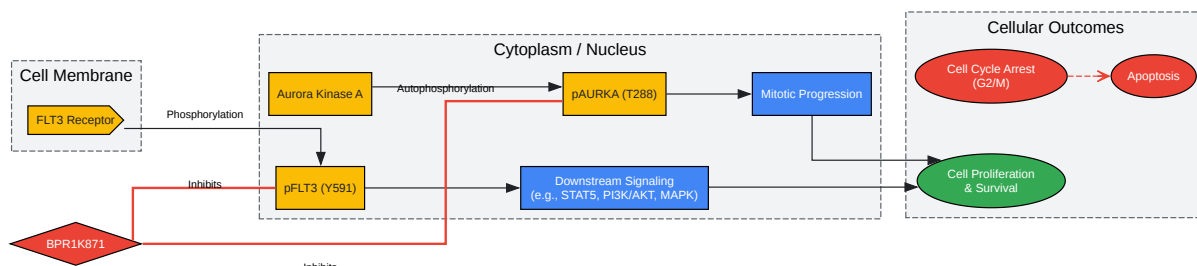 Cellular Outcomes
Cytoplasm / Nucleus
Cell Membrane
Cell Cycle Arrest
(G2/M)
Apoptosis
Aurora Kinase A
Autophosphorylation
pAURKA (T288)
Mitotic Progression
FLT3 Receptor
Phosphorylation
Inhibits
pFLT3 (Y591)
Downstream Signaling
(e.g., STAT5, PI3K/AKT, MAPK)
Cell Proliferation
& Survival
BPR1K871
Inhibits